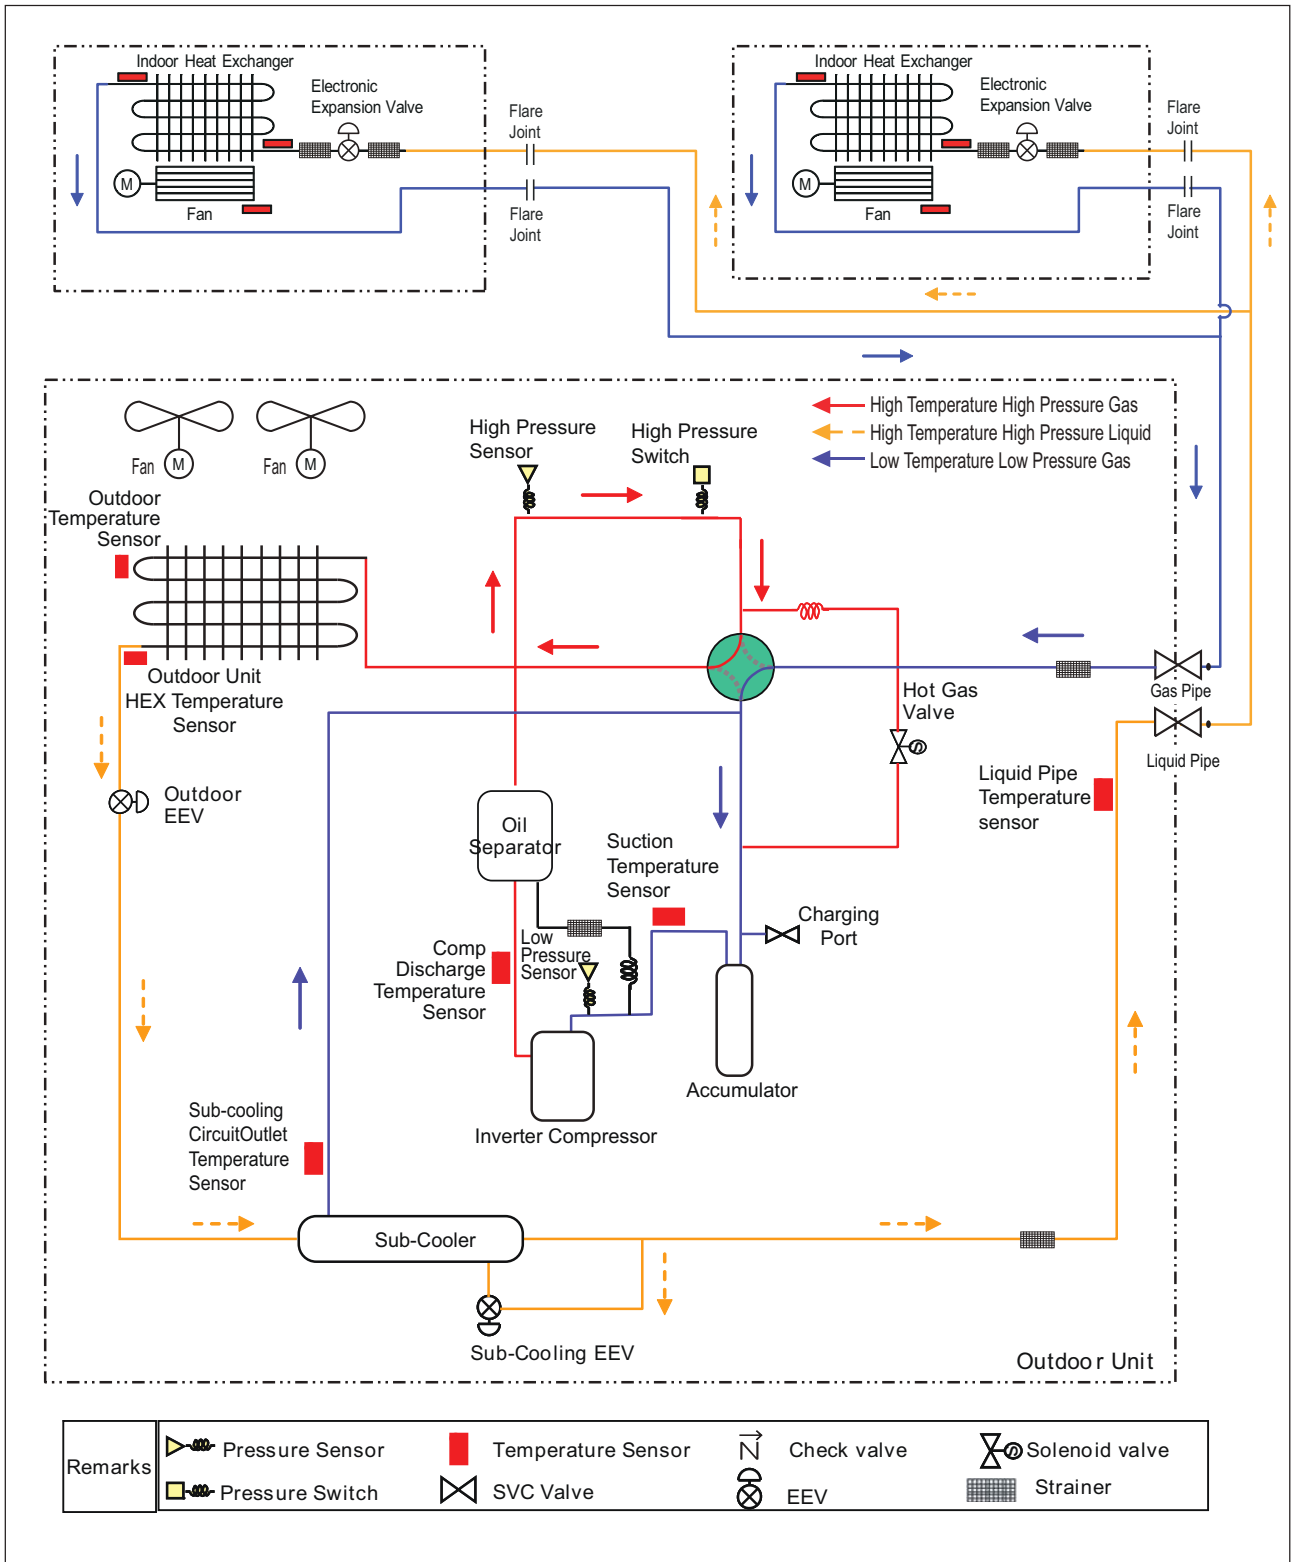 Indoor Heat Exchanger
Electronic
Expansion Valve
Flare
Joint
M
Fan
Flare
Joint
Indoor Heat Exchanger
Electronic
Expansion Valve
Flare
Joint
M
Fan
Flare
Joint
High Temperature High Pressure Gas
High Temperature High Pressure Liquid
Low Temperature Low Pressure Gas
Fan
M
Fan
M
High Pressure
Sensor
High Pressure
Switch
Outdoor
Temperature
Sensor
Outdoor Unit
HEX Temperature
Sensor
Hot Gas
Valve
S
Gas Pipe
Liquid Pipe
Liquid Pipe
Temperature
sensor
Outdoor
EEV
Oil
Separator
Suction
Temperature
Sensor
Charging
Port
Low
Pressure
Sensor
Comp
Discharge
Temperature
Sensor
Accumulator
Inverter Compressor
Sub-cooling
CircuitOutlet
Temperature
Sensor
Sub-Cooler
Sub-Cooling EEV
Outdoor Unit
Remarks
Pressure Sensor
Temperature Sensor
Check valve
S
Solenoid valve
Pressure Switch
SVC Valve
EEV
Strainer